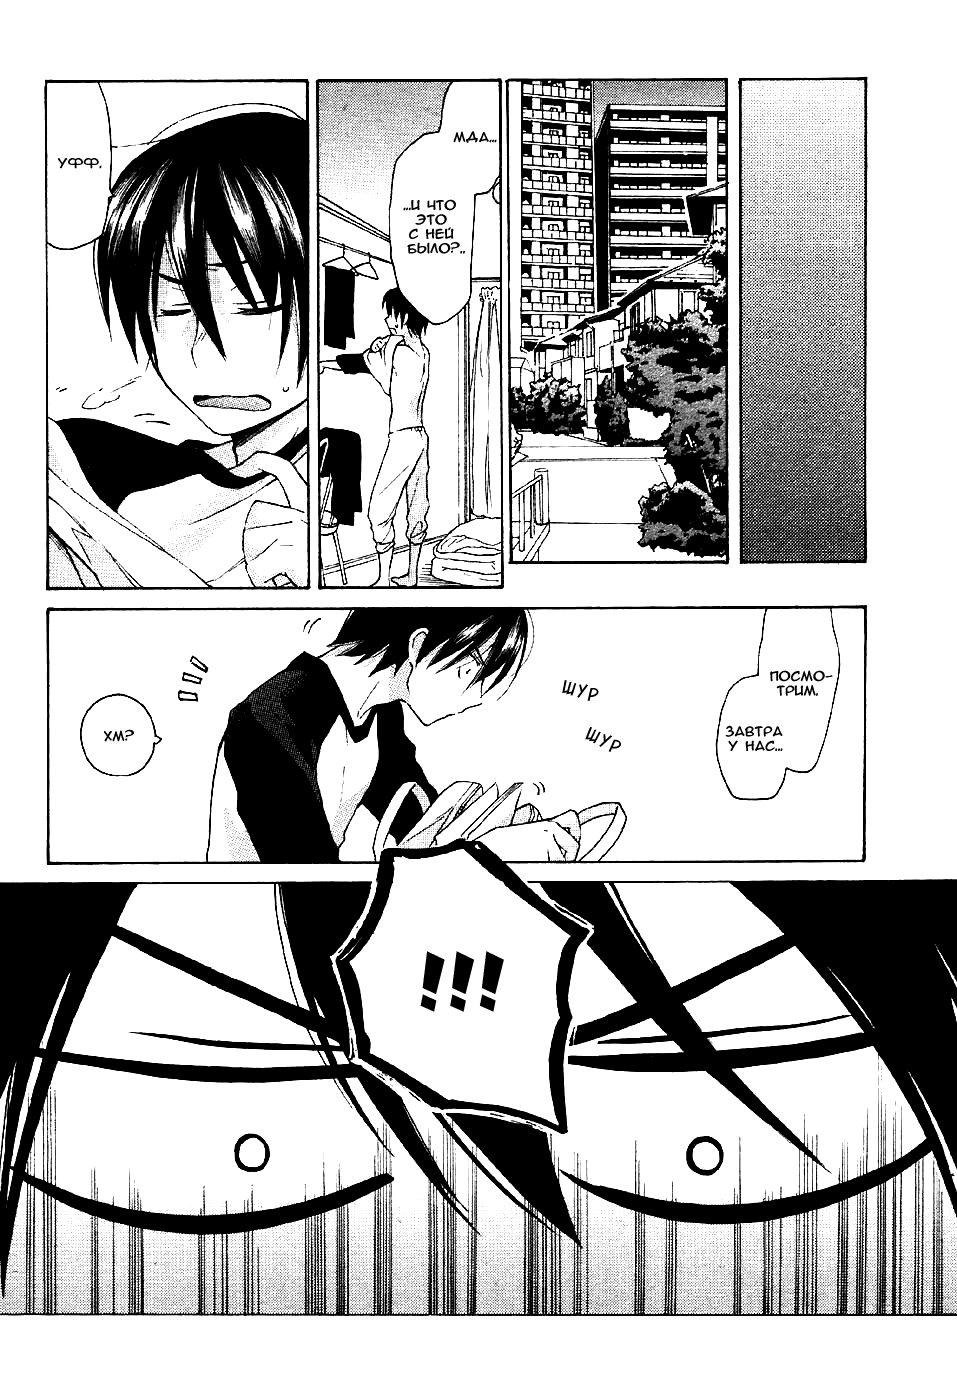 МДА...
...И ЧТО
ЭТО
С НЕЙ
БЫЛО?..
УФФ.
ПОСМО-
ТРИМ.
ЗАВТРА
У НАС...
ШУР
ШУР
ХМ?
!!!